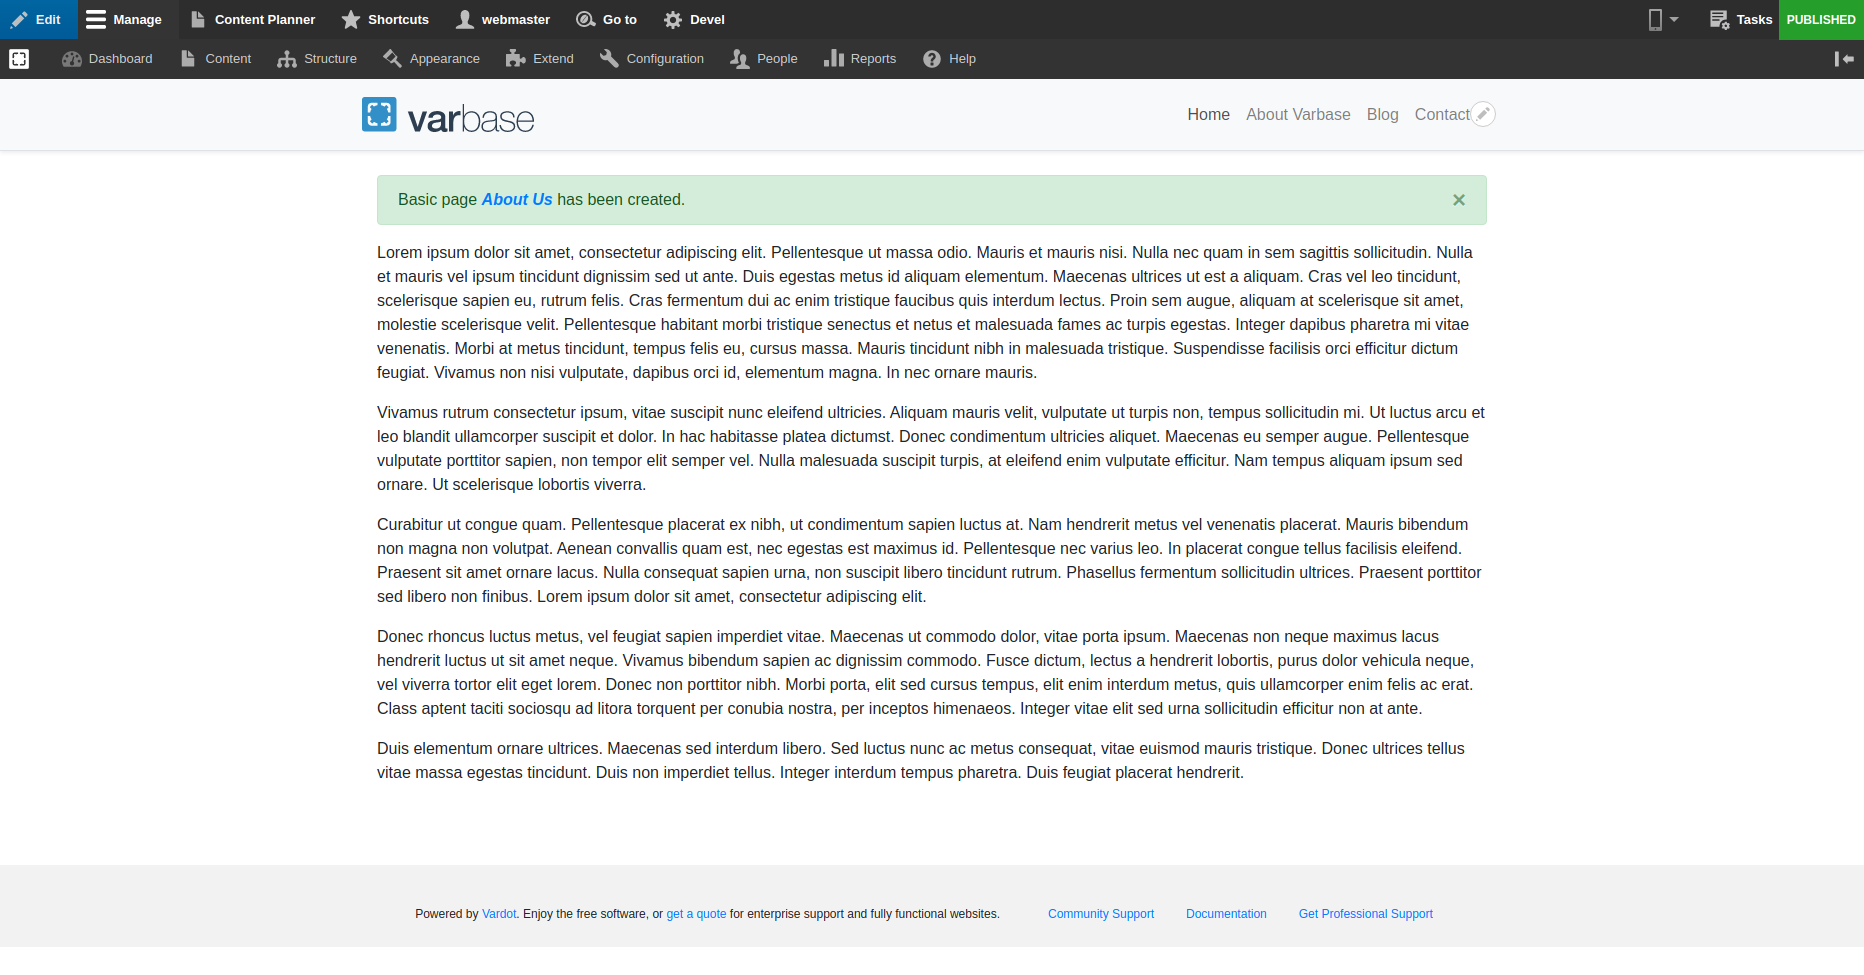 Edit Manage Content Planner Shortcuts webmaster Go to Devel Tasks PUBLISHED
Dashboard Content Structure Appearance Extend Configuration People Reports Help
varbase Home About Varbase Blog Contact
Basic page About Us has been created. ×
Lorem ipsum dolor sit amet, consectetur adipiscing elit. Pellentesque ut massa odio. Mauris et mauris nisi. Nulla nec quam in sem sagittis sollicitudin. Nulla
et mauris vel ipsum tincidunt dignissim sed ut ante. Duis egestas metus id aliquam elementum. Maecenas ultrices ut est a aliquam. Cras vel leo tincidunt,
scelerisque sapien eu, rutrum felis. Cras fermentum dui ac enim tristique faucibus quis interdum lectus. Proin sem augue, aliquam at scelerisque sit amet,
molestie scelerisque velit. Pellentesque habitant morbi tristique senectus et netus et malesuada fames ac turpis egestas. Integer dapibus pharetra mi vitae
venenatis. Morbi at metus tincidunt, tempus felis eu, cursus massa. Mauris tincidunt nibh in malesuada tristique. Suspendisse facilisis orci efficitur dictum
feugiat. Vivamus non nisi vulputate, dapibus orci id, elementum magna. In nec ornare mauris.
Vivamus rutrum consectetur ipsum, vitae suscipit nunc eleifend ultricies. Aliquam mauris velit, vulputate ut turpis non, tempus sollicitudin mi. Ut luctus arcu et
leo blandit ullamcorper suscipit et dolor. In hac habitasse platea dictumst. Donec condimentum ultricies aliquet. Maecenas eu semper augue. Pellentesque
vulputate porttitor sapien, non tempor elit semper vel. Nulla malesuada suscipit turpis, at eleifend enim vulputate efficitur. Nam tempus aliquam ipsum sed
ornare. Ut scelerisque lobortis viverra.
Curabitur ut congue quam. Pellentesque placerat ex nibh, ut condimentum sapien luctus at. Nam hendrerit metus vel venenatis placerat. Mauris bibendum
non magna non volutpat. Aenean convallis quam est, nec egestas est maximus id. Pellentesque nec varius leo. In placerat congue tellus facilisis eleifend.
Praesent sit amet ornare lacus. Nulla consequat sapien urna, non suscipit libero tincidunt rutrum. Phasellus fermentum sollicitudin ultrices. Praesent porttitor
sed libero non finibus. Lorem ipsum dolor sit amet, consectetur adipiscing elit.
Donec rhoncus luctus metus, vel feugiat sapien imperdiet vitae. Maecenas ut commodo dolor, vitae porta ipsum. Maecenas non neque maximus lacus
hendrerit luctus ut sit amet neque. Vivamus bibendum sapien ac dignissim commodo. Fusce dictum, lectus a hendrerit lobortis, purus dolor vehicula neque,
vel viverra tortor elit eget lorem. Donec non porttitor nibh. Morbi porta, elit sed cursus tempus, elit enim interdum metus, quis ullamcorper enim felis ac erat.
Class aptent taciti sociosqu ad litora torquent per conubia nostra, per inceptos himenaeos. Integer vitae elit sed urna sollicitudin efficitur non at ante.
Duis elementum ornare ultrices. Maecenas sed interdum libero. Sed luctus nunc ac metus consequat, vitae euismod mauris tristique. Donec ultrices tellus
vitae massa egestas tincidunt. Duis non imperdiet tellus. Integer interdum tempus pharetra. Duis feugiat placerat hendrerit.
Powered by Vardot. Enjoy the free software, or get a quote for enterprise support and fully functional websites. Community Support Documentation Get Professional Support